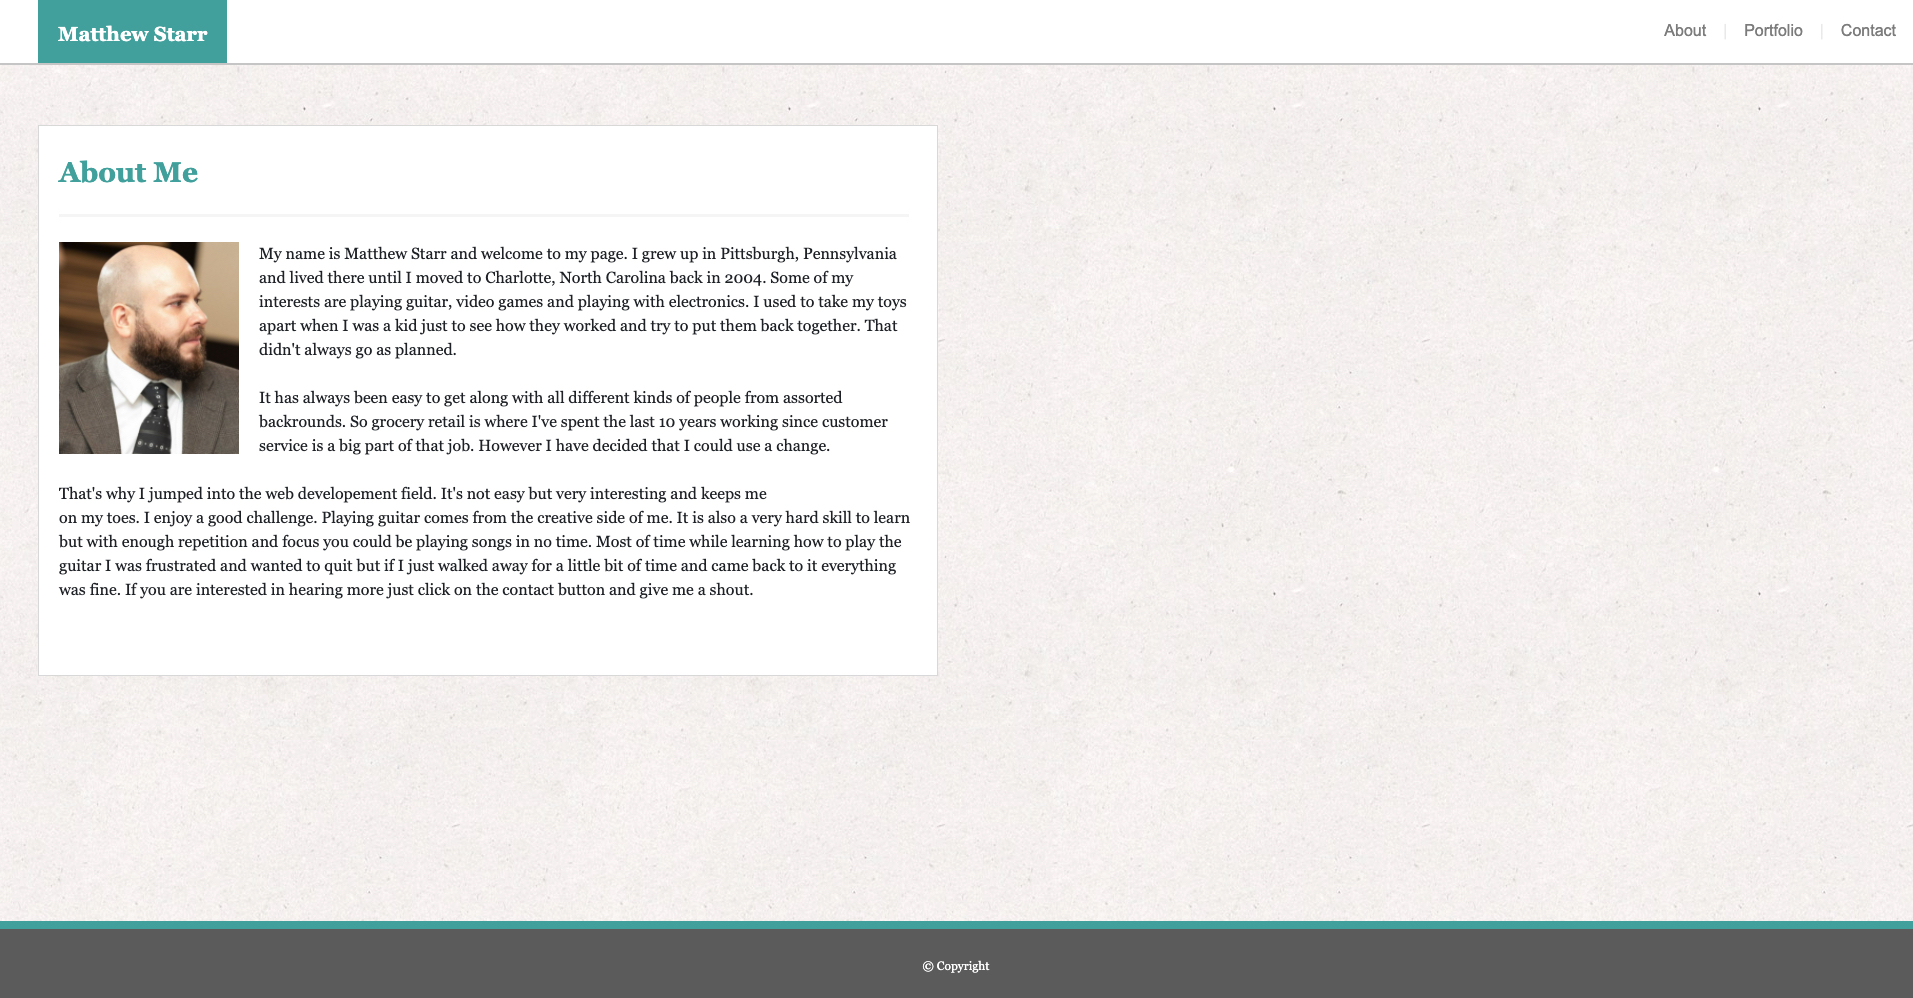 Matthew Starr
About | Portfolio | Contact
About Me
My name is Matthew Starr and welcome to my page. I grew up in Pittsburgh, Pennsylvania
and lived there until I moved to Charlotte, North Carolina back in 2004. Some of my
interests are playing guitar, video games and playing with electronics. I used to take my toys
apart when I was a kid just to see how they worked and try to put them back together. That
didn't always go as planned.
It has always been easy to get along with all different kinds of people from assorted
backrounds. So grocery retail is where I've spent the last 10 years working since customer
service is a big part of that job. However I have decided that I could use a change.
That's why I jumped into the web developement field. It's not easy but very interesting and keeps me
on my toes. I enjoy a good challenge. Playing guitar comes from the creative side of me. It is also a very hard skill to learn
but with enough repetition and focus you could be playing songs in no time. Most of time while learning how to play the
guitar I was frustrated and wanted to quit but if I just walked away for a little bit of time and came back to it everything
was fine. If you are interested in hearing more just click on the contact button and give me a shout.
© Copyright